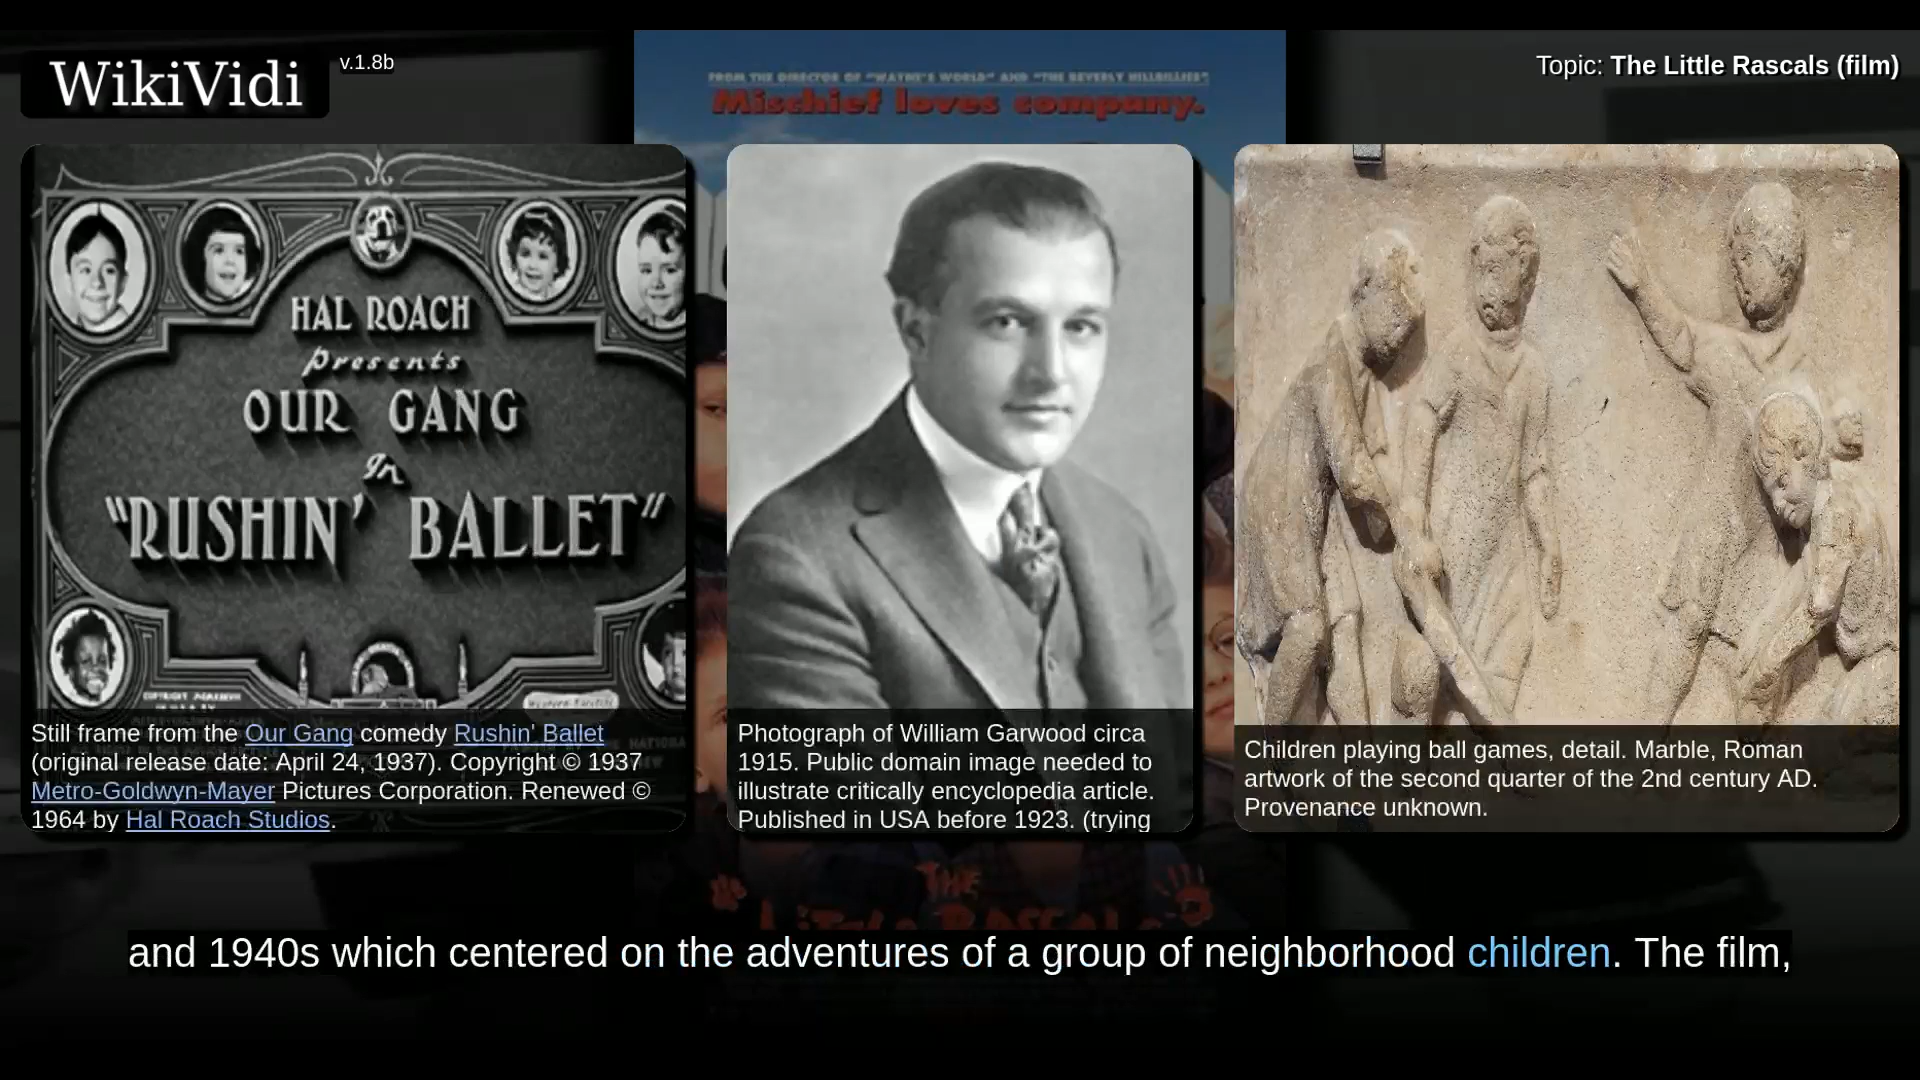 WikiVidi
v.1.8b
Topic: The Little Rascals (film)
FROM THE DIRECTOR OF "WAYNE'S WORLD" AND "THE BEVERLY HILLBILLIES"
Mischief loves company.
HAL ROACH
presents
OUR GANG
In
"RUSHIN' BALLET"
Still frame from the Our Gang comedy Rushin' Ballet
(original release date: April 24, 1937). Copyright © 1937
Metro-Goldwyn-Mayer Pictures Corporation. Renewed ©
1964 by Hal Roach Studios.
Photograph of William Garwood circa
1915. Public domain image needed to
illustrate critically encyclopedia article.
Published in USA before 1923. (trying
Children playing ball games, detail. Marble, Roman
artwork of the second quarter of the 2nd century AD.
Provenance unknown.
THE
Little Rascals
and 1940s which centered on the adventures of a group of neighborhood children. The film,